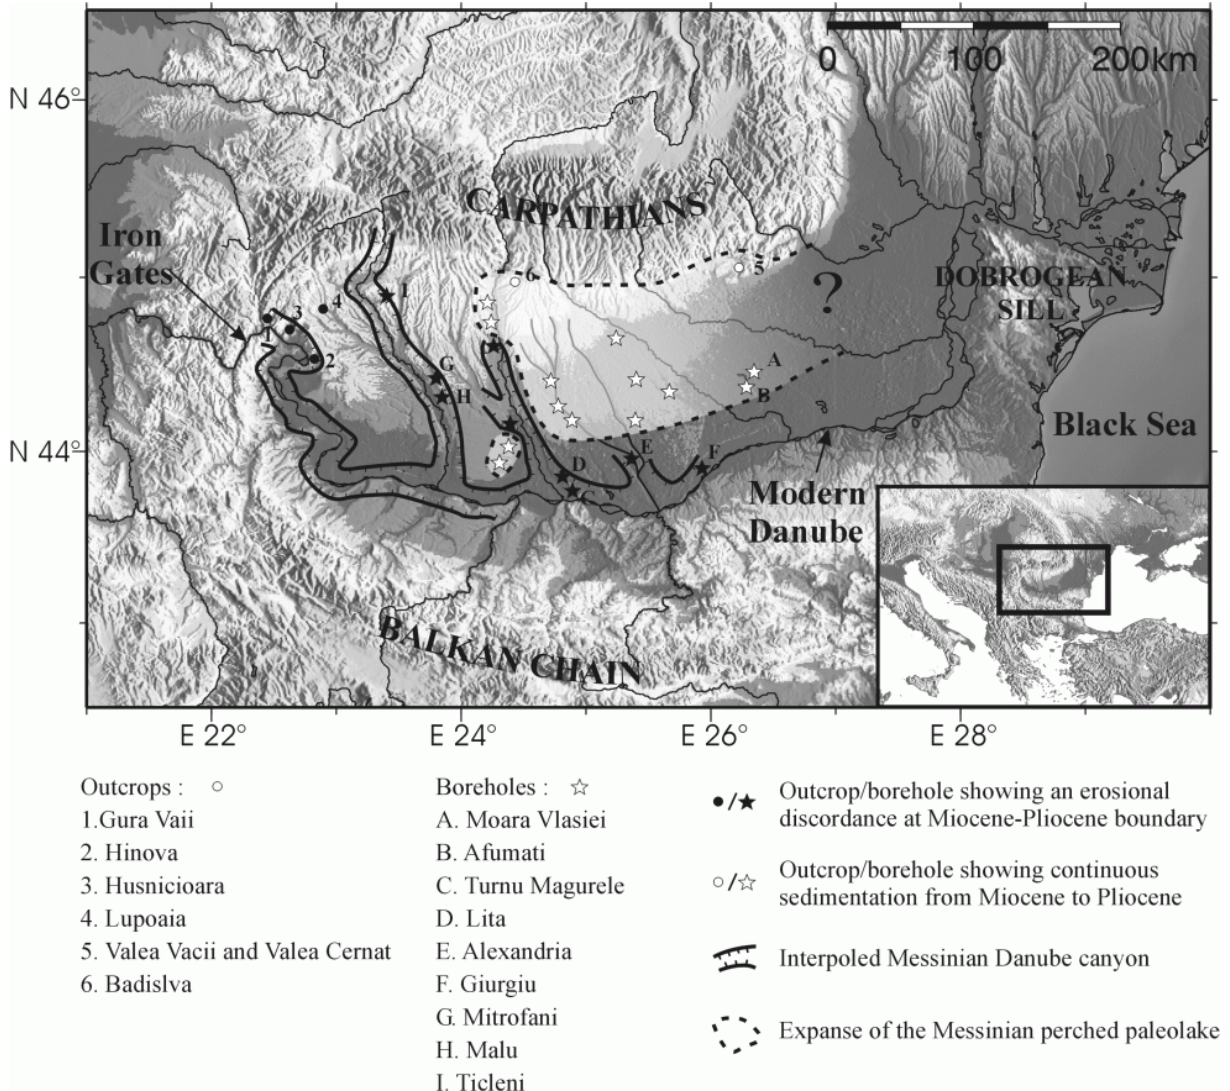 0 100 200km
N 46°
CARPATHIANS
Iron
Gates
6
5
?
DOBROGEAN
SILL
4
I
3
1
2
A
G
B
H
Black Sea
N 44°
E
F
D
C
Modern
Danube
BALKAN CHAIN
E 22° E 24° E 26° E 28°
Outcrops :
1.Gura Vaii
2. Hinova
3. Husnicioara
4. Lupoaia
5. Valea Vacii and Valea Cernat
6. Badislva
Boreholes :
A. Moara Vlasiei
B. Afumati
C. Turnu Magurele
D. Lita
E. Alexandria
F. Giurgiu
G. Mitrofani
H. Malu
I. Ticleni
/ Outcrop/borehole showing an erosional
discordance at Miocene-Pliocene boundary
/ Outcrop/borehole showing continuous
sedimentation from Miocene to Pliocene
Interpoled Messinian Danube canyon
Expanse of the Messinian perched paleolake